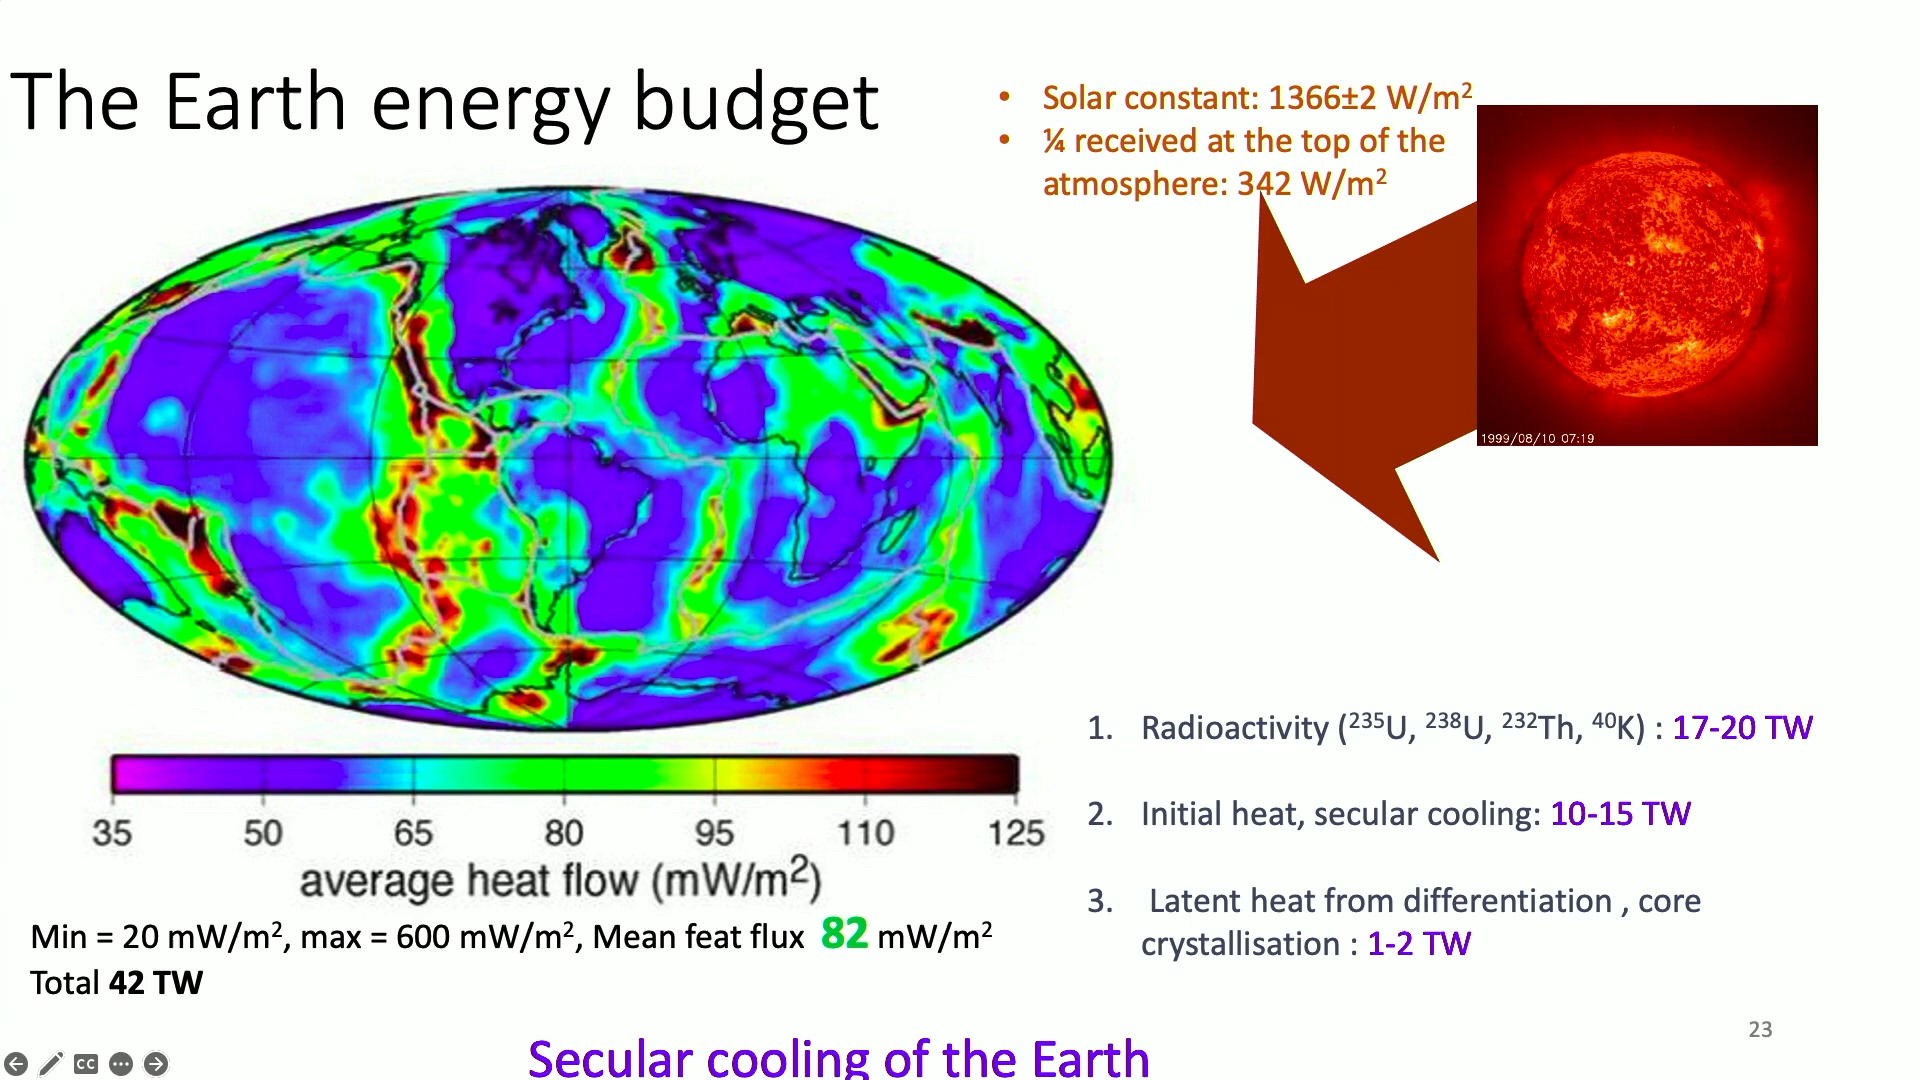 The Earth energy budget
• Solar constant: 1366±2 W/m²
• ¼ received at the top of the
atmosphere: 342 W/m²
1999/08/10 07:19
35 50 65 80 95 110 125
average heat flow (mW/m²)
Min = 20 mW/m², max = 600 mW/m², Mean feat flux 82 mW/m²
Total 42 TW
1. Radioactivity (²³⁵U, ²³⁸U, ²³²Th, ⁴⁰K) : 17-20 TW
2. Initial heat, secular cooling: 10-15 TW
3. Latent heat from differentiation , core
crystallisation : 1-2 TW
23
CC
Secular cooling of the Earth